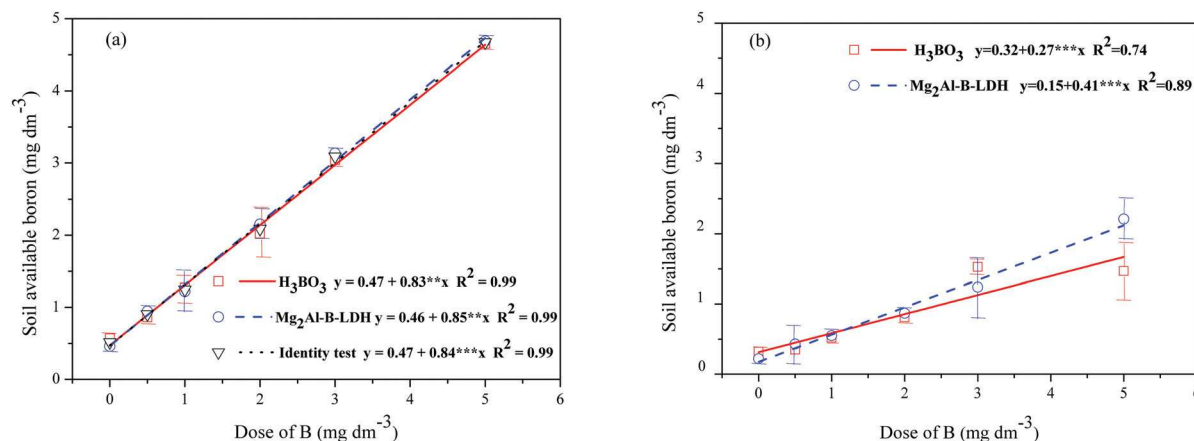 (a)
Soil available boron (mg dm⁻³)
5
4
3
2
1
0
H₃BO₃ y = 0.47 + 0.83**x R² = 0.99
Mg₂Al-B-LDH y = 0.46 + 0.85**x R² = 0.99
Identity test y = 0.47 + 0.84***x R² = 0.99
0 1 2 3 4 5 6
Dose of B (mg dm⁻³)
(b)
Soil available boron (mg dm⁻³)
5
4
3
2
1
0
H₃BO₃ y=0.32+0.27***x R²=0.74
Mg₂Al-B-LDH y=0.15+0.41***x R²=0.89
0 1 2 3 4 5 6
Dose of B (mg dm⁻³)